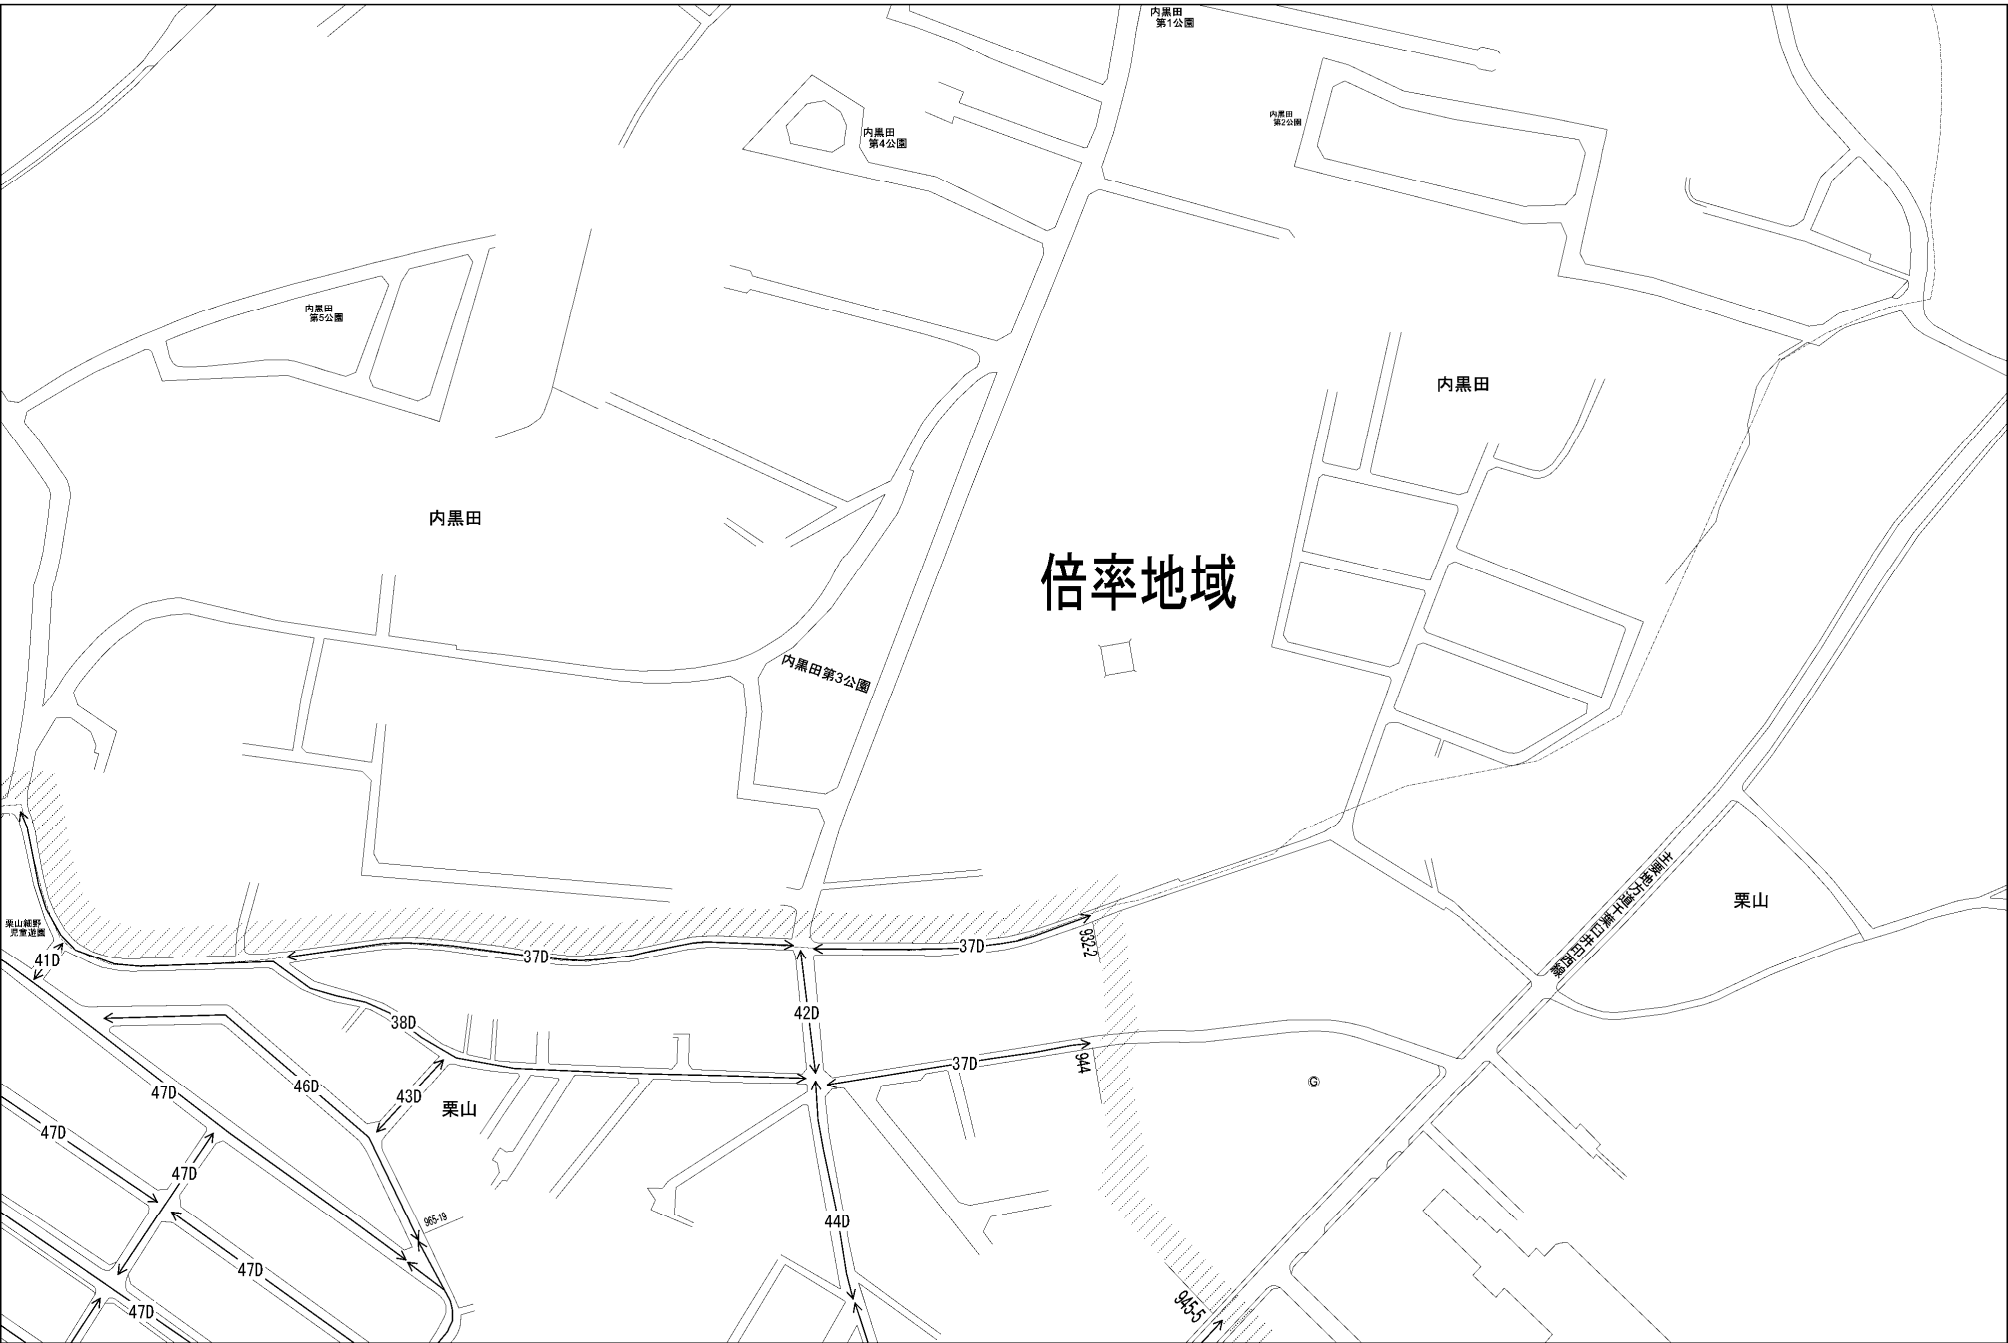 内黒田
第1公園
内黒田
第2公園
内黒田
第4公園
内黒田
第5公園
内黒田
内黒田
倍率地域
内黒田第3公園
主要地方道千葉臼井印西線
栗山
栗山細野
児童遊園
41D
37D
37D
932-2
38D
42D
37D
944
46D
43D
栗山
47D
47D
47D
965-19
44D
47D
47D
945-5
G